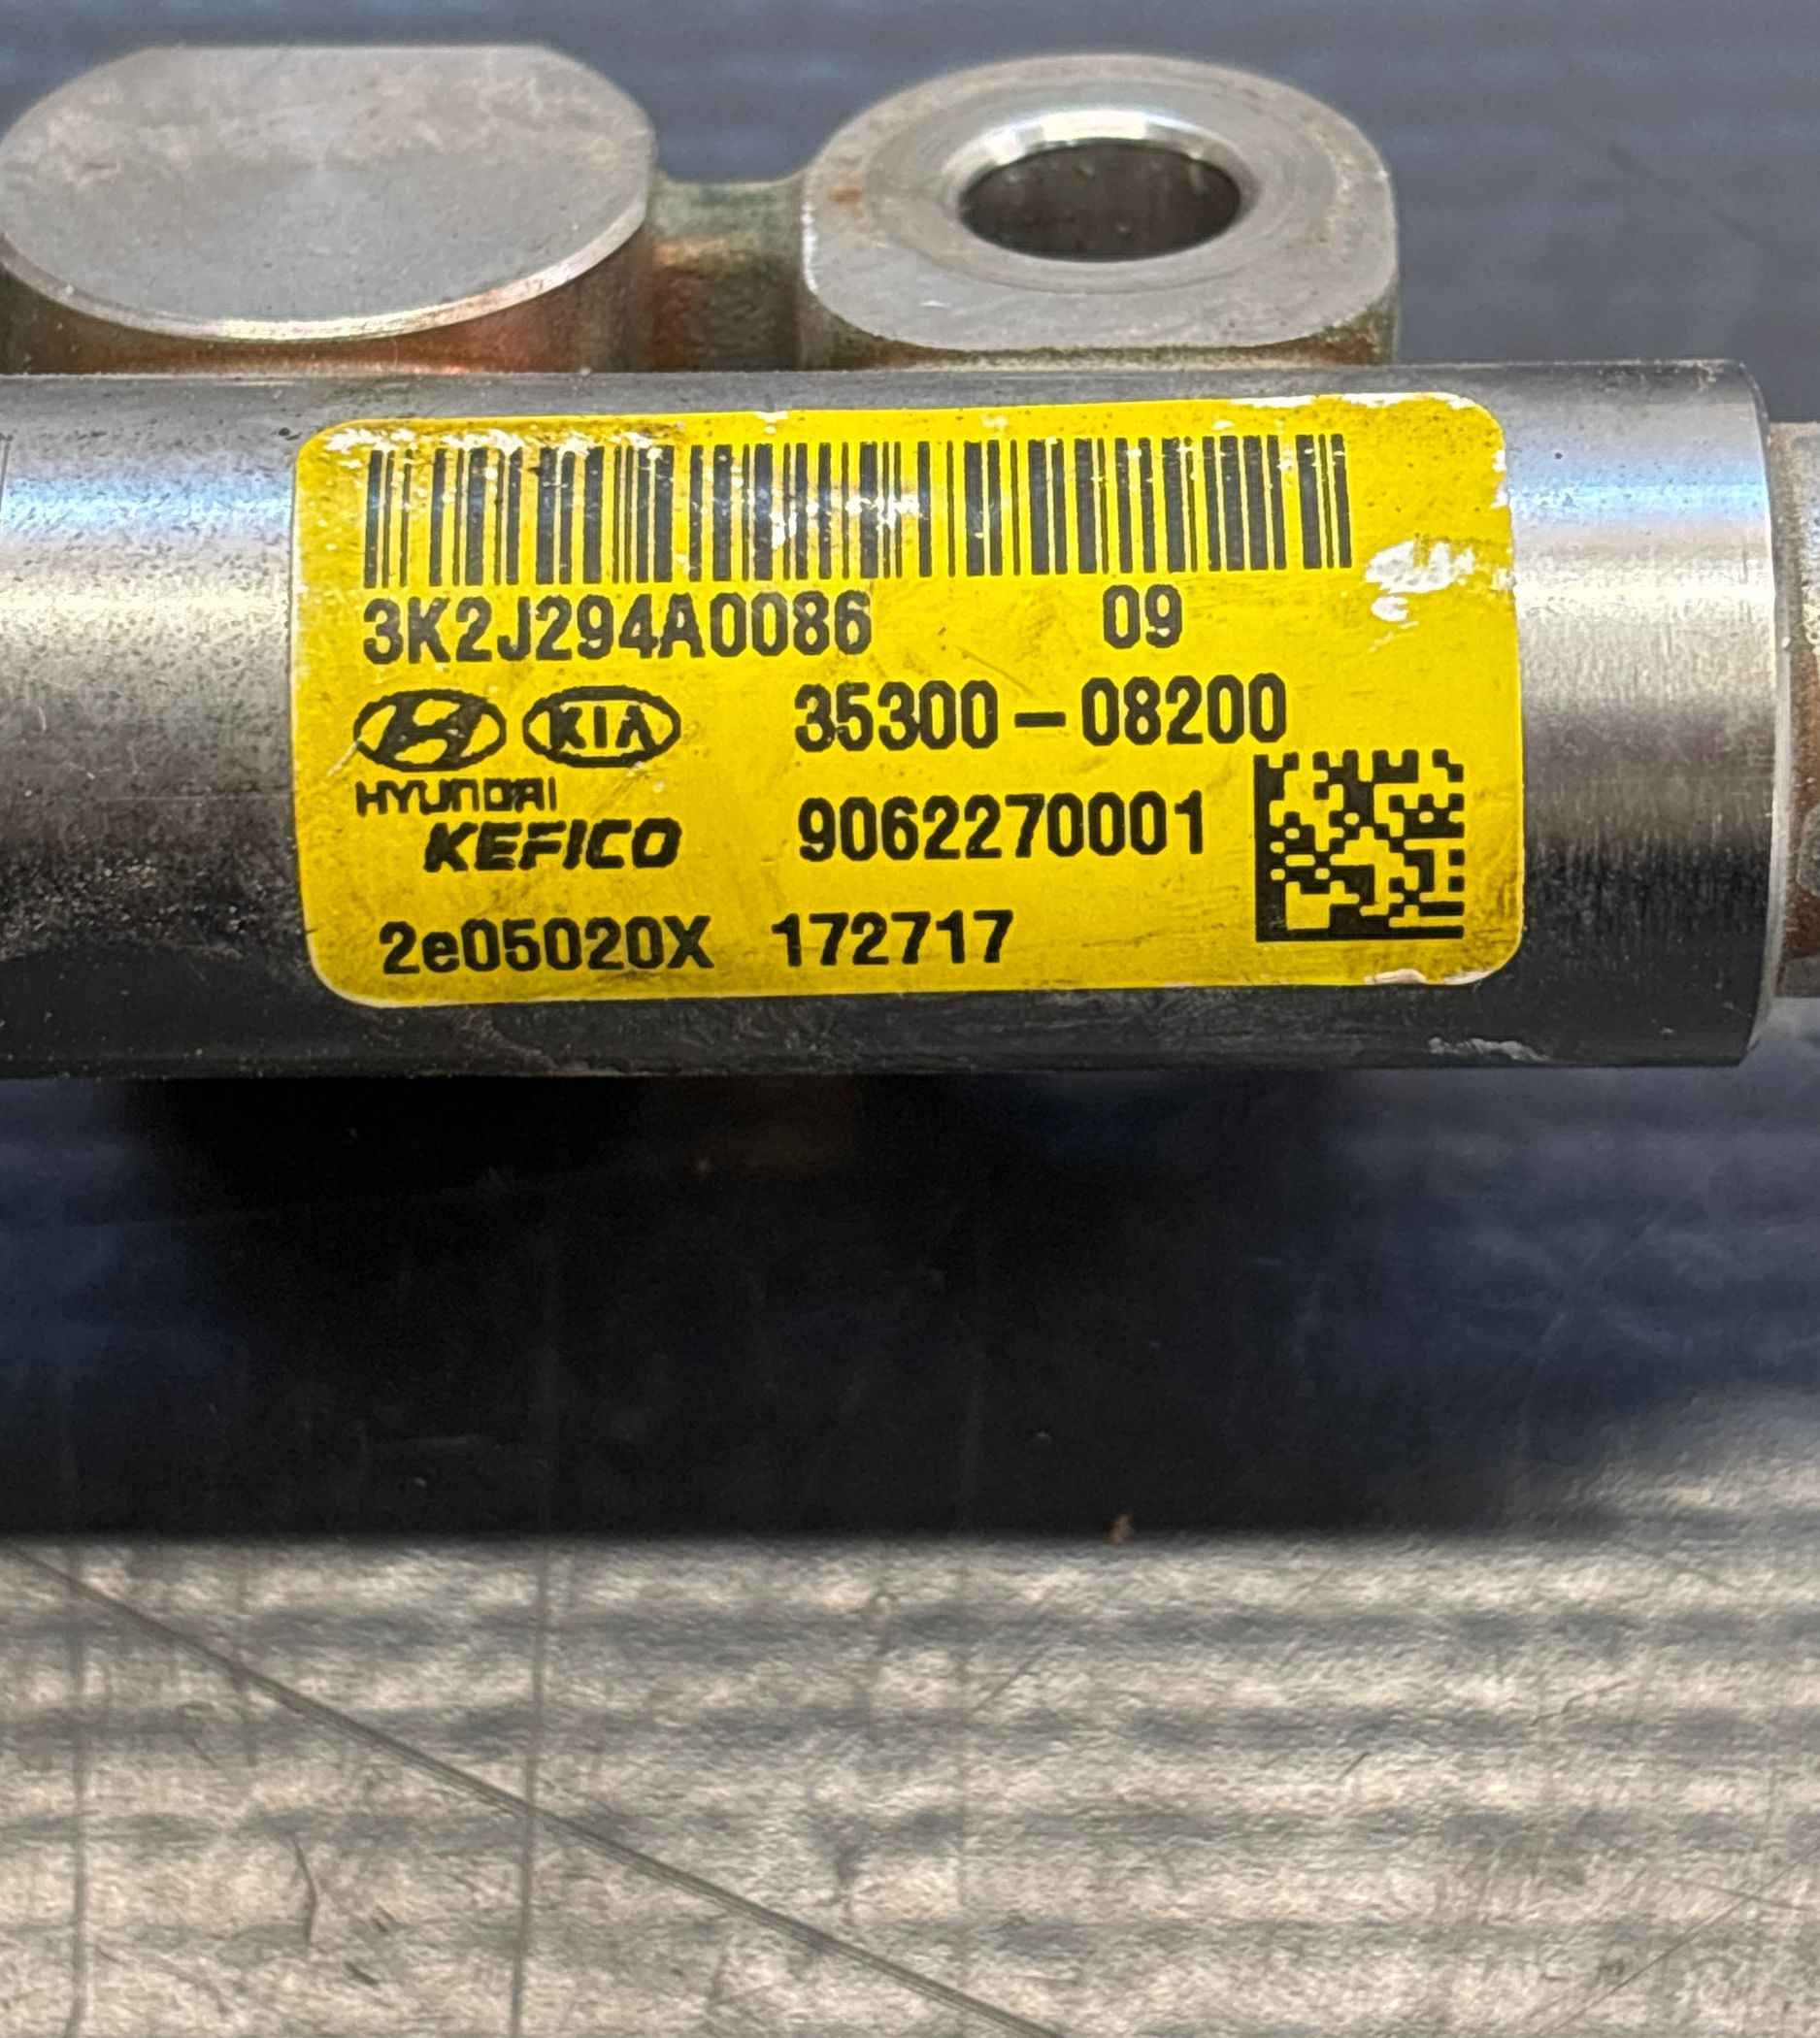 3K2J294A0086 09
KIA 35300-08200
HYUNDAI
KEFICO 9062270001
2e05020X 172717